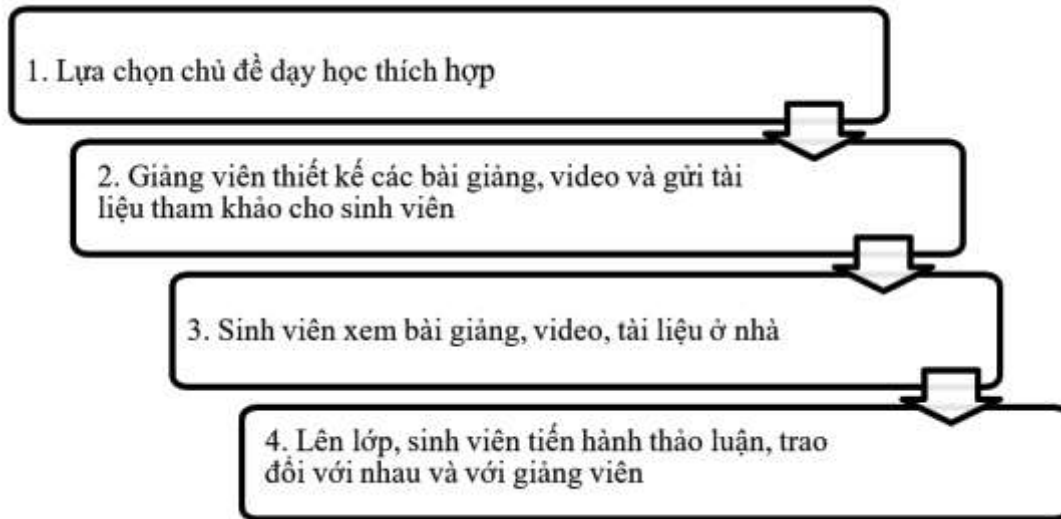 1. Lựa chọn chủ đề dạy học thích hợp
2. Giảng viên thiết kế các bài giảng, video và gửi tài
liệu tham khảo cho sinh viên
3. Sinh viên xem bài giảng, video, tài liệu ở nhà
4. Lên lớp, sinh viên tiến hành thảo luận, trao
đổi với nhau và với giảng viên